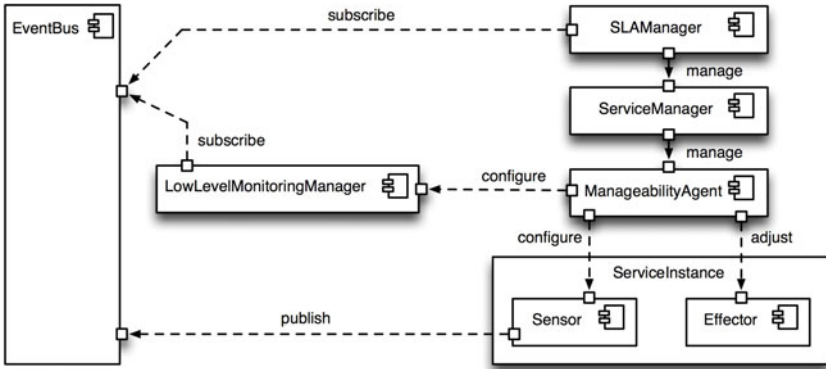 EventBus
subscribe
SLAManager
manage
ServiceManager
subscribe
manage
LowLevelMonitoringManager
configure
ManageabilityAgent
configure
adjust
ServiceInstance
publish
Sensor
Effector